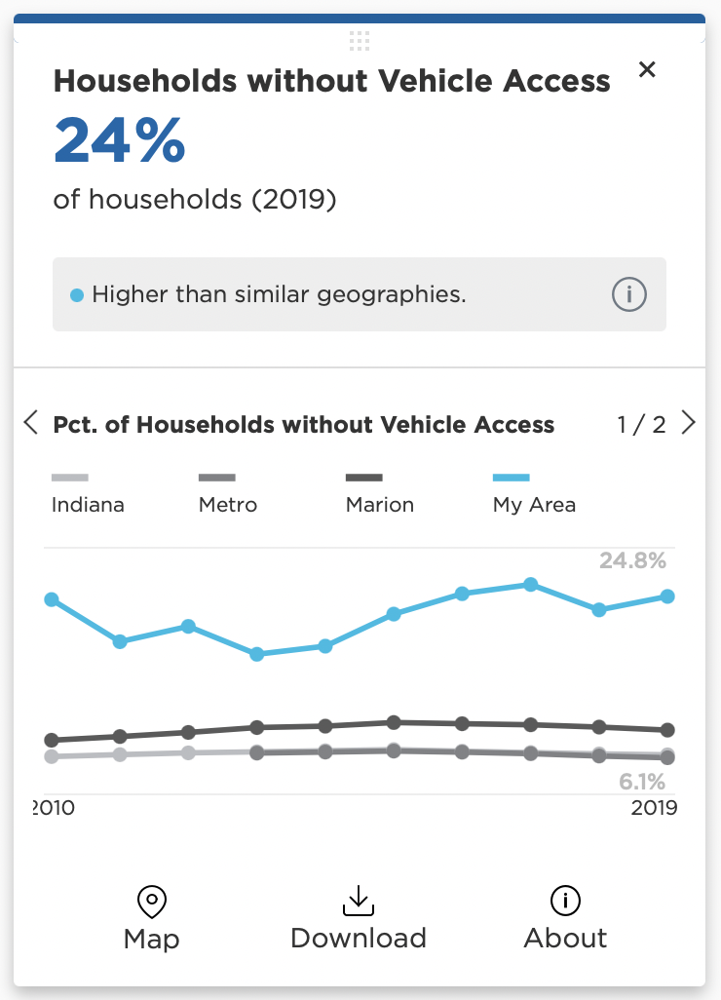 Households without Vehicle Access
24%
of households (2019)
Higher than similar geographies.
Pct. of Households without Vehicle Access 1 / 2
Indiana Metro Marion My Area
24.8%
6.1%
2010 2019
Map Download About